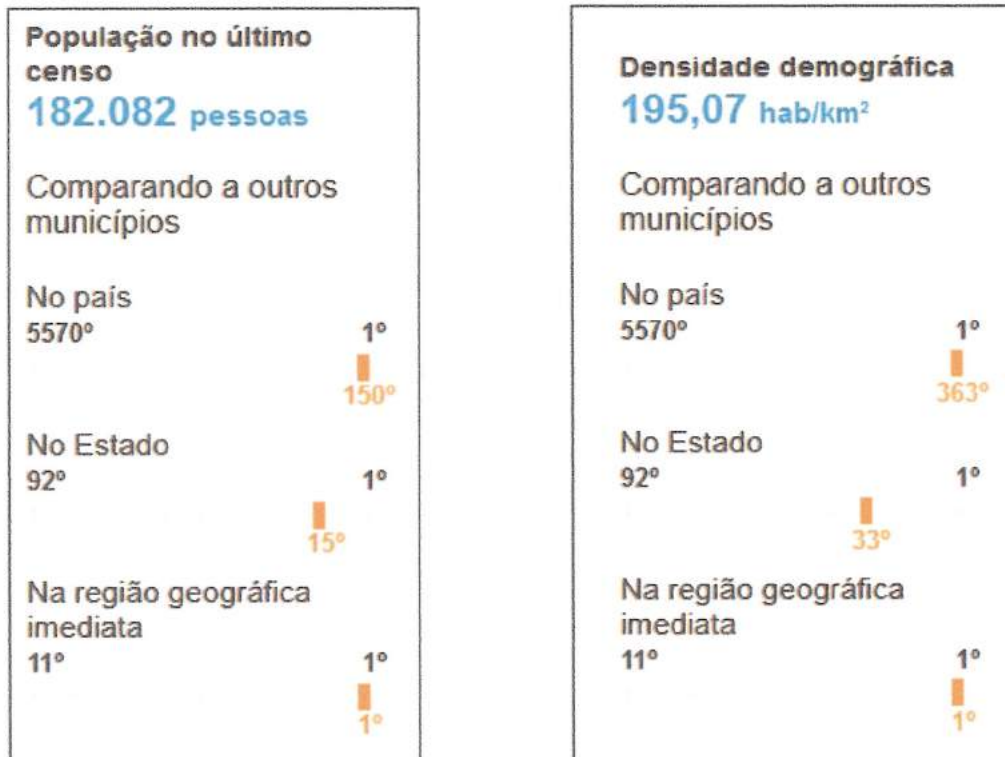 População no último
censo
182.082 pessoas
Comparando a outros
municípios
No país
5570º 1º
150º
No Estado
92º 1º
15º
Na região geográfica
imediata
11º 1º
1º
Densidade demográfica
195,07 hab/km²
Comparando a outros
municípios
No país
5570º 1º
363º
No Estado
92º 1º
33º
Na região geográfica
imediata
11º 1º
1º